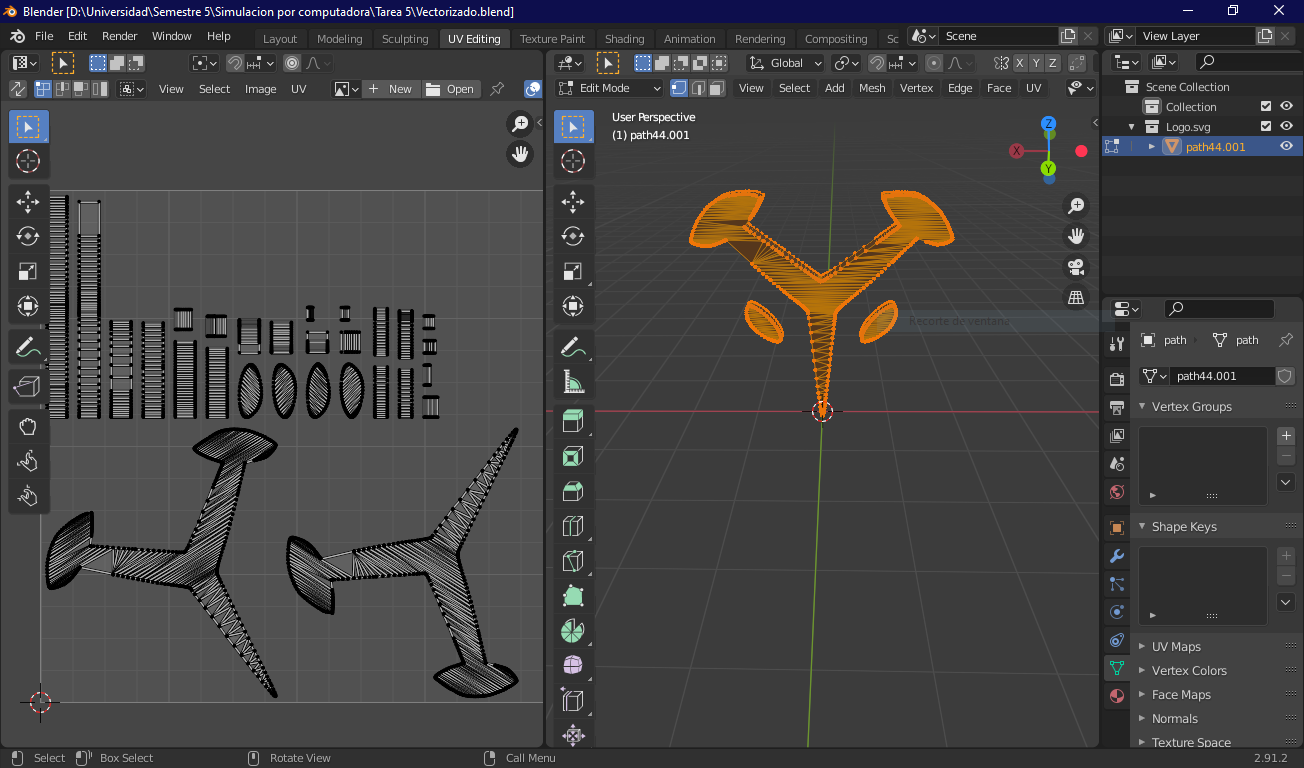 Blender [D:\Universidad\Semestre 5\Simulacion por computadora\Tarea 5\Vectorizado.blend]
File Edit Render Window Help Layout Modeling Sculpting UV Editing Texture Paint Shading Animation Rendering Compositing Sc Scene View Layer
Global X Y Z
View Select Image UV New Open Edit Mode View Select Add Mesh Vertex Edge Face UV
Scene Collection
Collection
Logo.svg
path44.001
User Perspective
(1) path44.001
Z
X
Y
Recorte de ventana
path path
path44.001
Vertex Groups
Shape Keys
UV Maps
Vertex Colors
Face Maps
Normals
Texture Space
Select Box Select Rotate View Call Menu 2.91.2